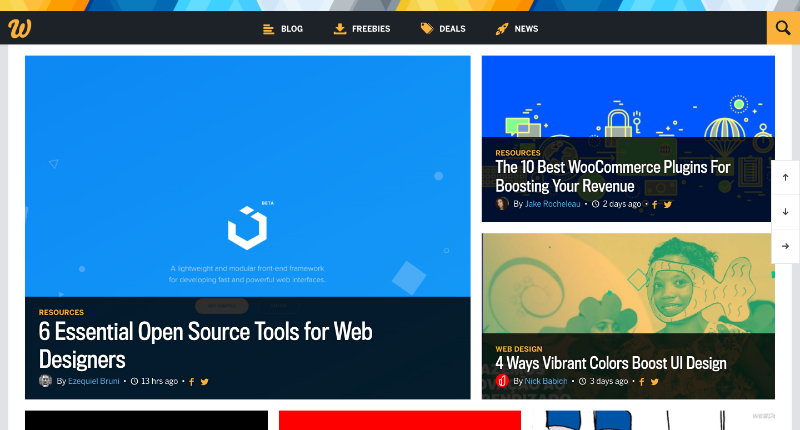 W
BLOG
FREEBIES
DEALS
NEWS
BETA
A lightweight and modular front-end framework
for developing fast and powerful web interfaces.
RESOURCES
6 Essential Open Source Tools for Web
Designers
By Ezequiel Bruni • 13 hrs ago •
RESOURCES
The 10 Best WooCommerce Plugins For
Boosting Your Revenue
By Jake Rocheleau • 2 days ago •
WEB DESIGN
4 Ways Vibrant Colors Boost UI Design
By Nick Babich • 3 days ago •